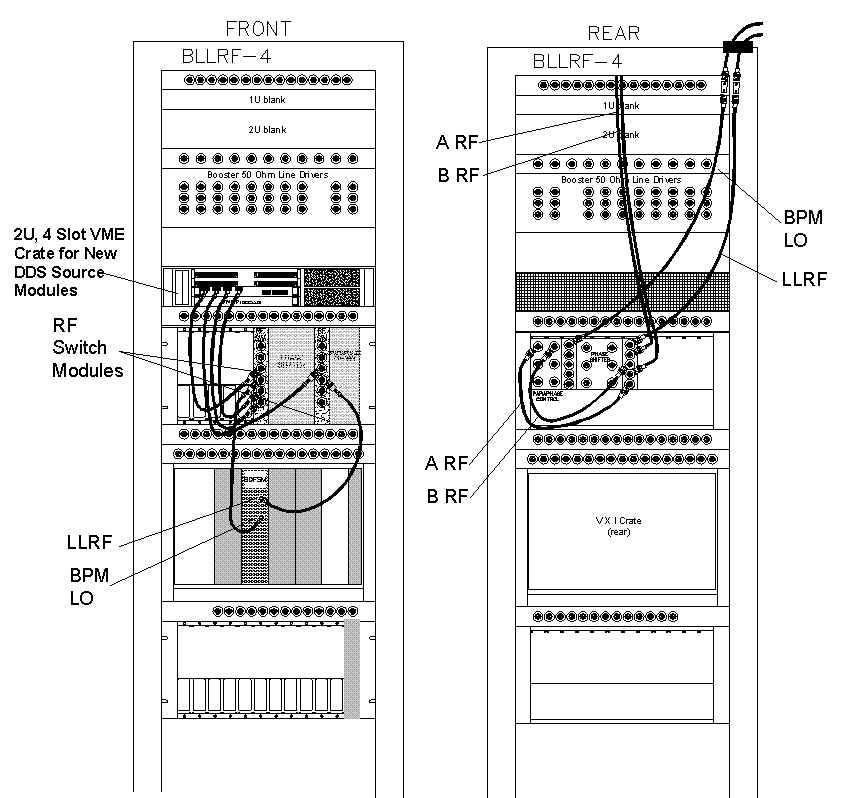 FRONT
BLLRF-4
1U blank
2U blank
Booster 50 Ohm Line Drivers
2U, 4 Slot VME
Crate for New
DDS Source
Modules
RF
Switch
Modules
BDFSM
LLRF
BPM
LO
REAR
BLLRF-4
1U blank
2U blank
A RF
B RF
Booster 50 Ohm Line Drivers
BPM
LO
LLRF
PHASE
SHIFTER
PARAPHASE
CONTROL
A RF
B RF
VXI Crate
(rear)